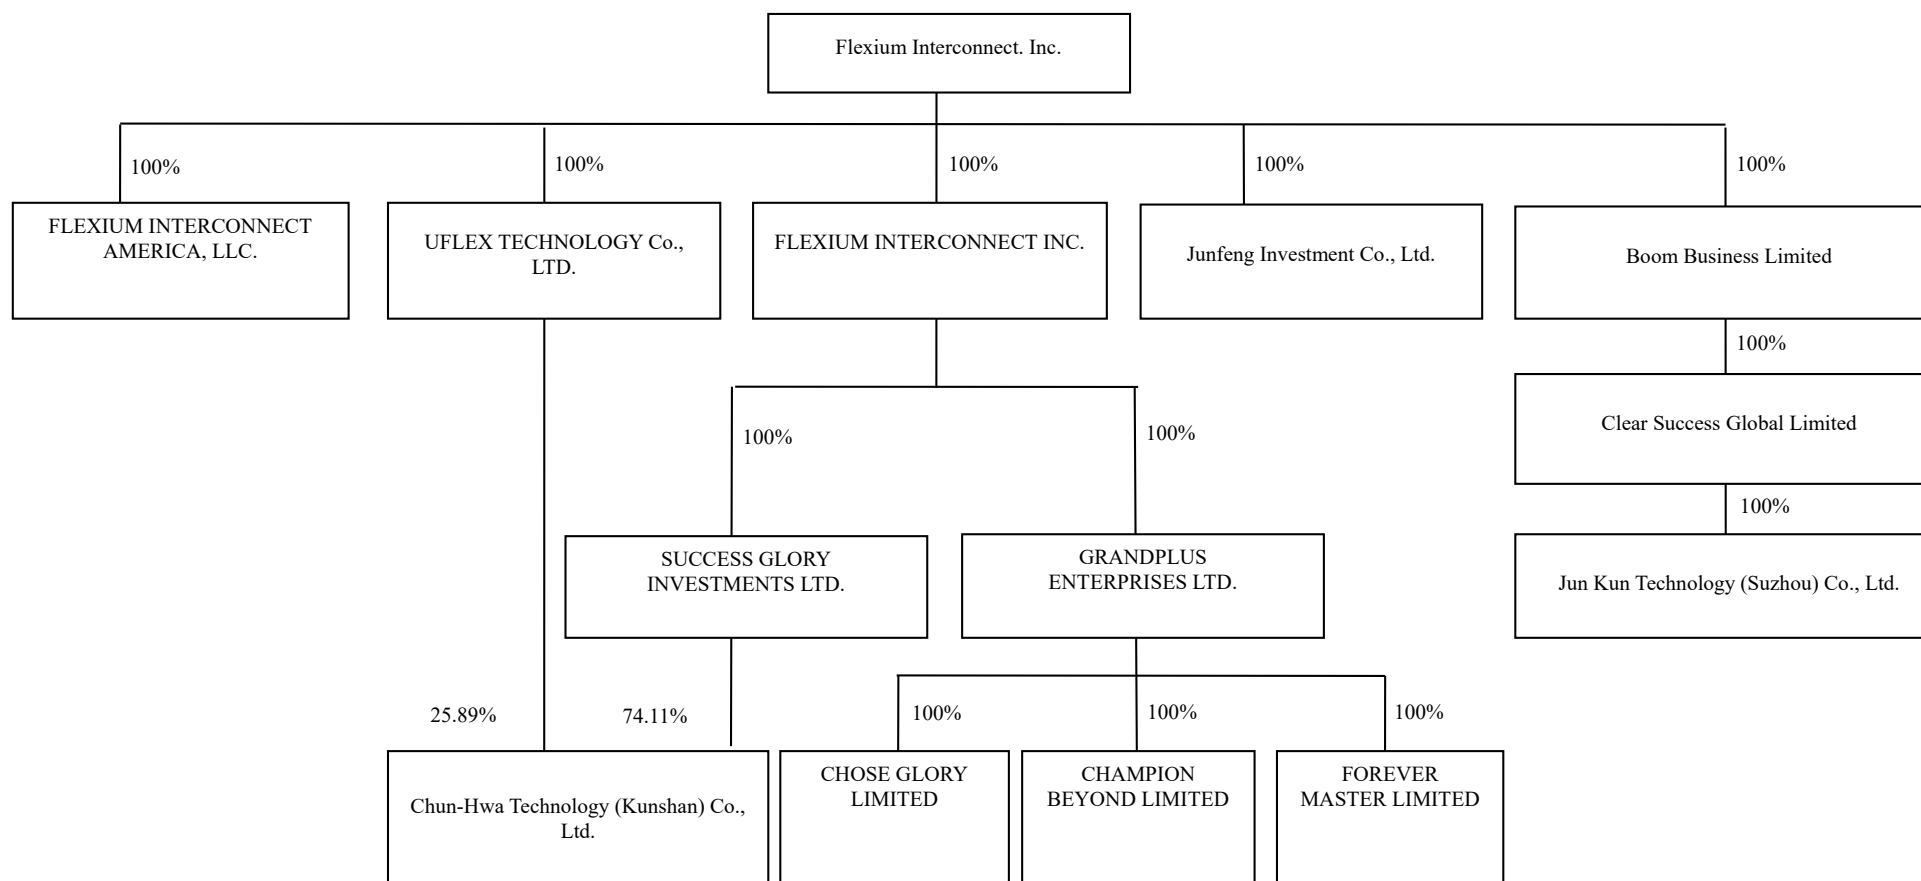 Flexium Interconnect. Inc.
100%
100%
100%
100%
100%
FLEXIUM INTERCONNECT
AMERICA, LLC.
UFLEX TECHNOLOGY Co.,
LTD.
FLEXIUM INTERCONNECT INC.
Junfeng Investment Co., Ltd.
Boom Business Limited
100%
Clear Success Global Limited
100%
100%
100%
SUCCESS GLORY
INVESTMENTS LTD.
GRANDPLUS
ENTERPRISES LTD.
Jun Kun Technology (Suzhou) Co., Ltd.
25.89%
74.11%
100%
100%
100%
Chun-Hwa Technology (Kunshan) Co.,
Ltd.
CHOSE GLORY
LIMITED
CHAMPION
BEYOND LIMITED
FOREVER
MASTER LIMITED